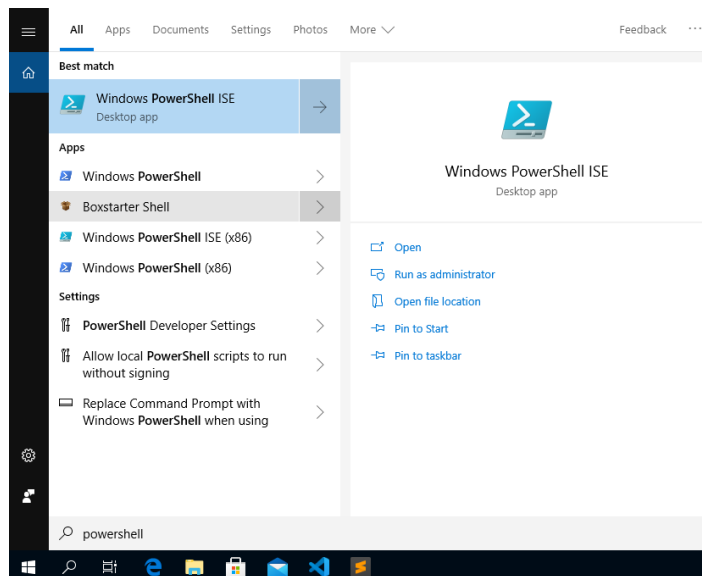 All Apps Documents Settings Photos More Feedback ...
Best match
Windows PowerShell ISE
Desktop app
Apps
Windows PowerShell
Boxstarter Shell
Windows PowerShell ISE (x86)
Windows PowerShell (x86)
Settings
PowerShell Developer Settings
Allow local PowerShell scripts to run
without signing
Replace Command Prompt with
Windows PowerShell when using
Windows PowerShell ISE
Desktop app
Open
Run as administrator
Open file location
Pin to Start
Pin to taskbar
powershell